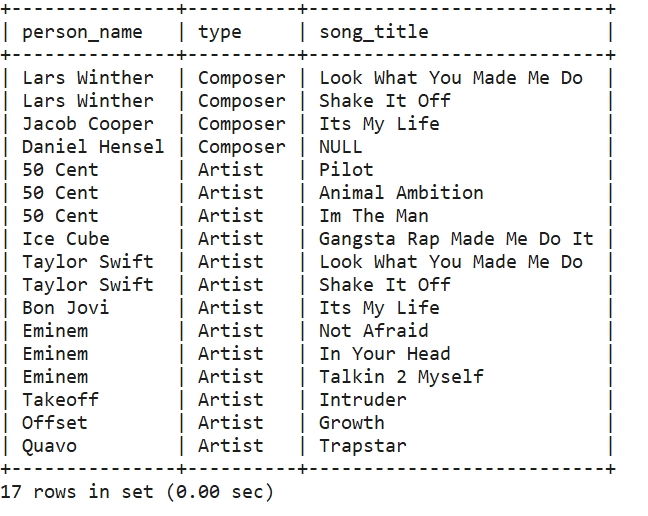 +---------------+----------+---------------------------+
| person_name   | type     | song_title                |
+---------------+----------+---------------------------+
| Lars Winther  | Composer | Look What You Made Me Do  |
| Lars Winther  | Composer | Shake It Off              |
| Jacob Cooper  | Composer | Its My Life               |
| Daniel Hensel | Composer | NULL                      |
| 50 Cent       | Artist   | Pilot                     |
| 50 Cent       | Artist   | Animal Ambition           |
| 50 Cent       | Artist   | Im The Man                |
| Ice Cube      | Artist   | Gangsta Rap Made Me Do It |
| Taylor Swift  | Artist   | Look What You Made Me Do  |
| Taylor Swift  | Artist   | Shake It Off              |
| Bon Jovi      | Artist   | Its My Life               |
| Eminem        | Artist   | Not Afraid                |
| Eminem        | Artist   | In Your Head              |
| Eminem        | Artist   | Talkin 2 Myself           |
| Takeoff       | Artist   | Intruder                  |
| Offset        | Artist   | Growth                    |
| Quavo         | Artist   | Trapstar                  |
+---------------+----------+---------------------------+
17 rows in set (0.00 sec)